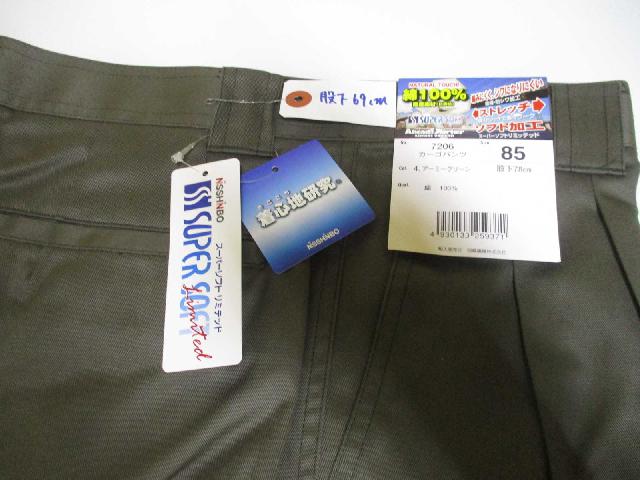 股下69cm
NATURAL TOUCH!
綿100%
ストレッチ
ソフト加工
スーパーソフトリミテッド
7206
カーゴパンツ
85
4.アーミーグリーン
股下78cm
綿 100%
4930133259371
着心地研究。
NISSHINBO
NISSHINBO
SUPER SOFT
Limited
スーパーソフトリミテッド